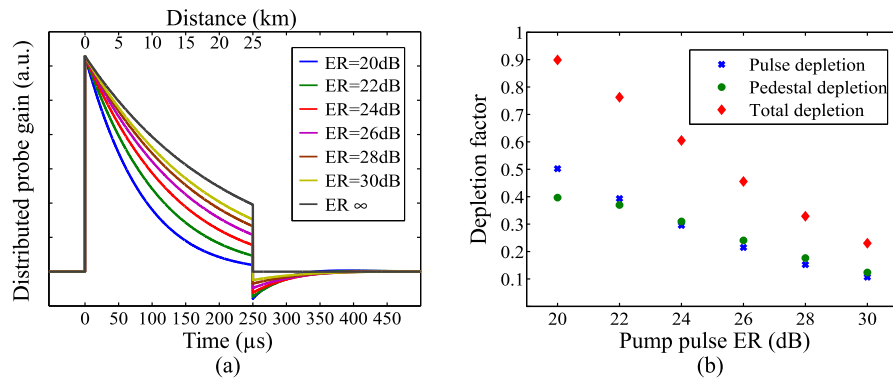 Distance (km)
0 5 10 15 20 25
Distributed probe gain (a.u.)
ER=20dB
ER=22dB
ER=24dB
ER=26dB
ER=28dB
ER=30dB
ER ∞
0 50 100 150 200 250 300 350 400 450
Time (µs)
(a)
Depletion factor
1
0.9
0.8
0.7
0.6
0.5
0.4
0.3
0.2
0.1
Pulse depletion
Pedestal depletion
Total depletion
20 22 24 26 28 30
Pump pulse ER (dB)
(b)